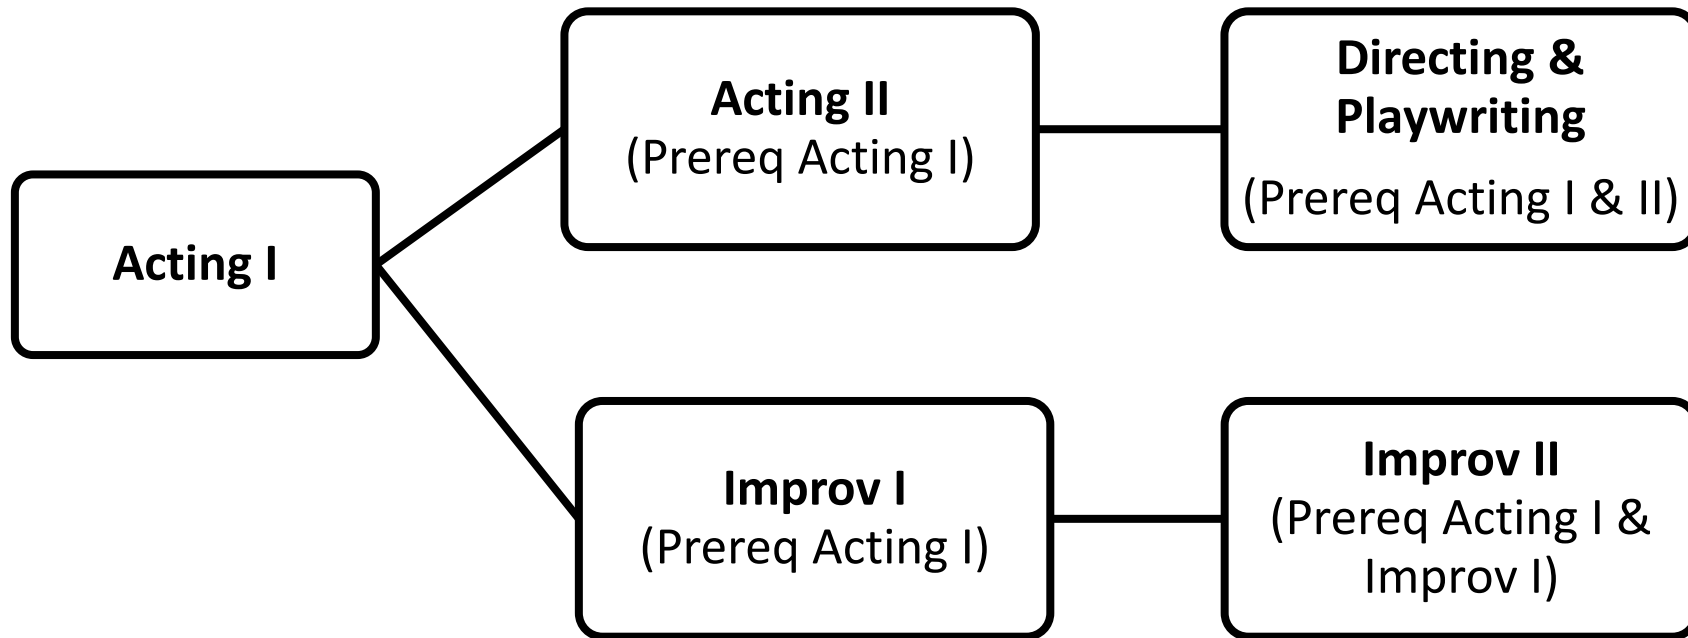 Acting I
Acting II
(Prereq Acting I)
Directing &
Playwriting
(Prereq Acting I & II)
Improv I
(Prereq Acting I)
Improv II
(Prereq Acting I &
Improv I)